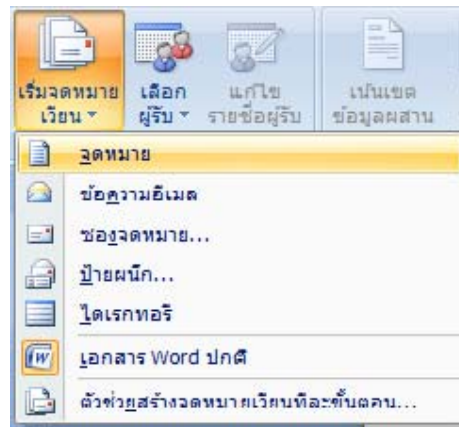 เริ่มจดหมาย
เวียน
เลือก
ผู้รับ
แก้ไข
รายชื่อผู้รับ
เน้นเขต
ข้อมูลผสาน
จดหมาย
ข้อความอีเมล
ซองจดหมาย...
ป้ายผนึก...
ไดเรกทอรี
เอกสาร Word ปกติ
ตัวช่วยสร้างจดหมายเวียนทีละขั้นตอน...